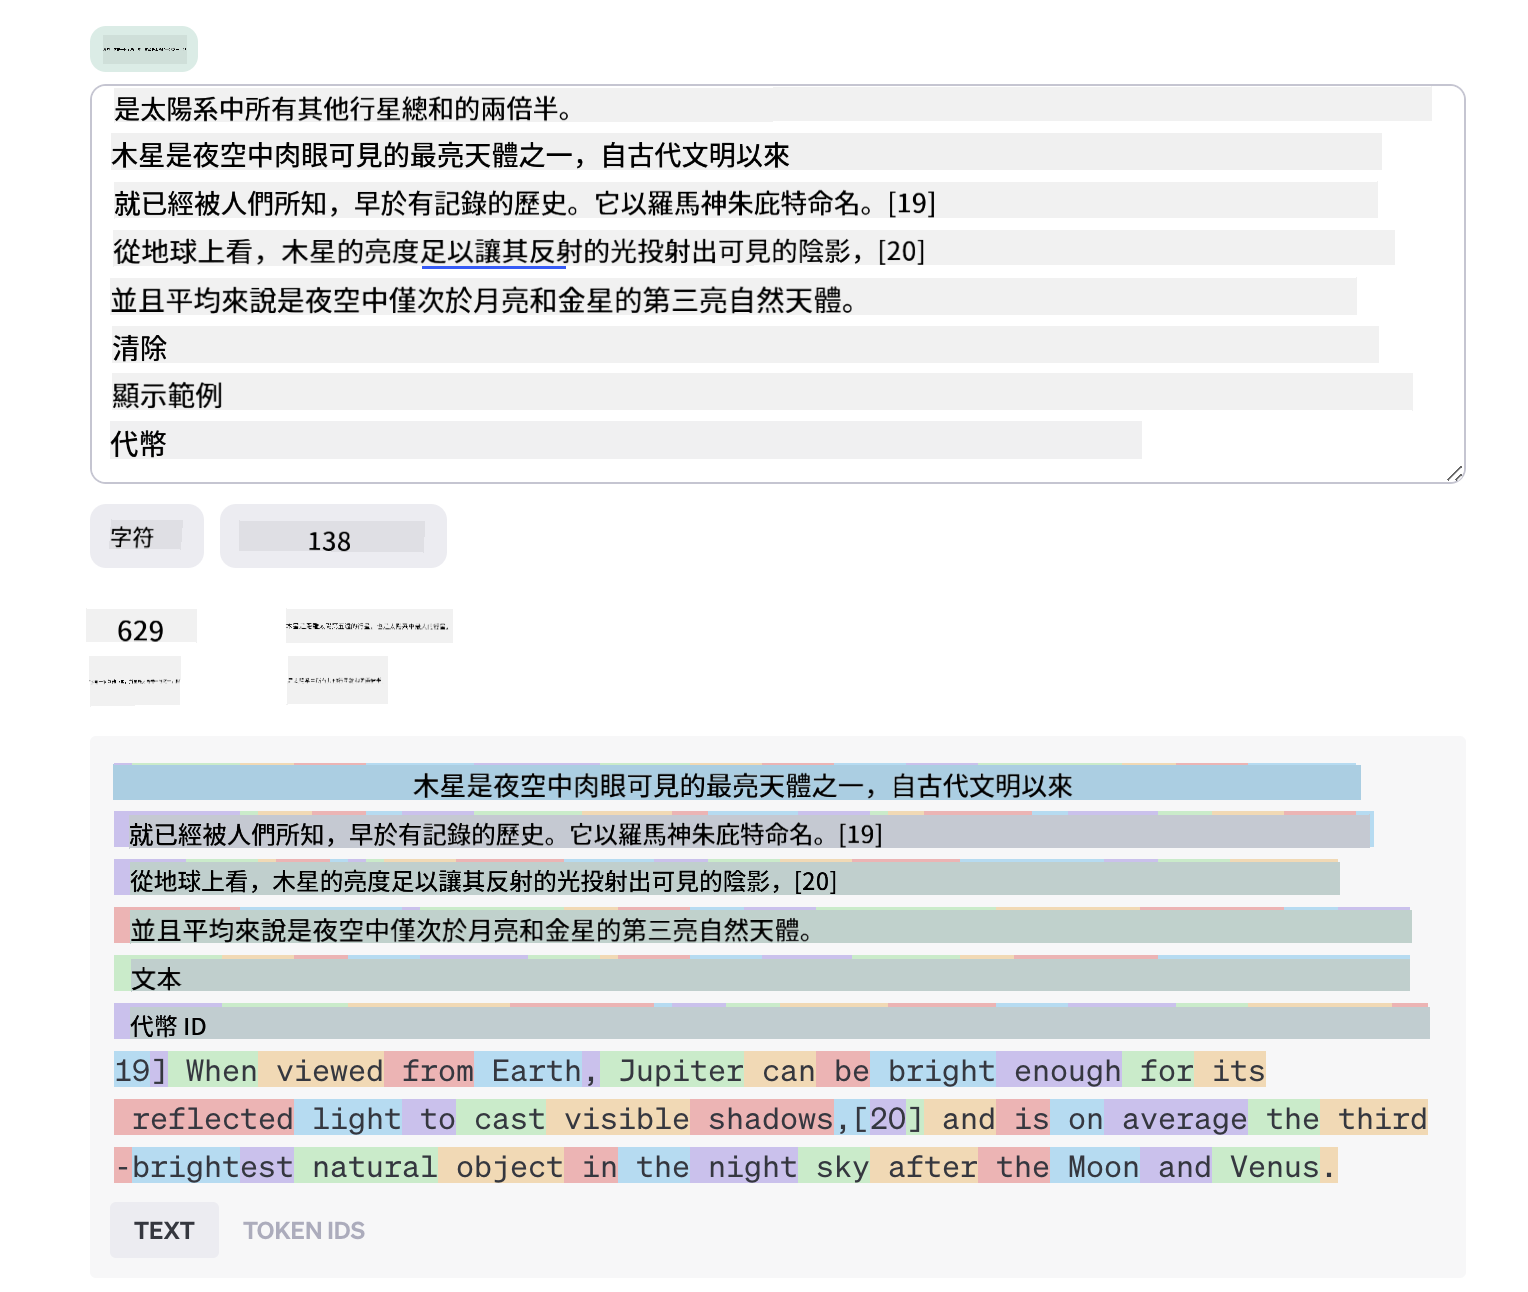 是太陽系中所有其他行星總和的兩倍半。
木星是夜空中肉眼可見的最亮天體之一，自古代文明以來
就已經被人們所知，早於有記錄的歷史。它以羅馬神朱庇特命名。[19]
從地球上看，木星的亮度足以讓其反射的光投射出可見的陰影，[20]
並且平均來說是夜空中僅次於月亮和金星的第三亮自然天體。
清除
顯示範例
代幣
字符 138
629
木星是夜空中肉眼可見的最亮天體之一，自古代文明以來
就已經被人們所知，早於有記錄的歷史。它以羅馬神朱庇特命名。[19]
從地球上看，木星的亮度足以讓其反射的光投射出可見的陰影，[20]
並且平均來說是夜空中僅次於月亮和金星的第三亮自然天體。
文本
代幣 ID
19] When viewed from Earth, Jupiter can be bright enough for its
reflected light to cast visible shadows,[20] and is on average the third
-brightest natural object in the night sky after the Moon and Venus.
TEXT TOKEN IDS